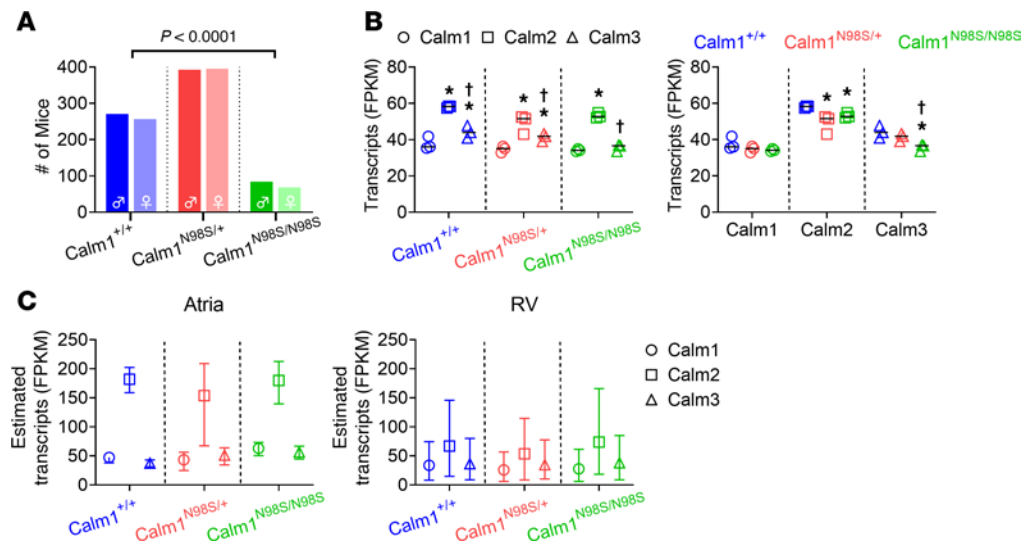 A
P < 0.0001
# of Mice
400
300
200
100
0
♂ ♀ ♂ ♀ ♂ ♀
Calm1+/+
Calm1N98S/+
Calm1N98S/N98S
B
Calm1 Calm2 Calm3
Transcripts (FPKM)
80
60
40
20
0
* † * * † * * †
Calm1+/+
Calm1N98S/+
Calm1N98S/N98S
Calm1+/+ Calm1N98S/+ Calm1N98S/N98S
Transcripts (FPKM)
80
60
40
20
0
* * † *
Calm1 Calm2 Calm3
C
Atria
Estimated
transcripts (FPKM)
250
200
150
100
50
0
Calm1+/+
Calm1N98S/+
Calm1N98S/N98S
RV
Estimated
transcripts (FPKM)
250
200
150
100
50
0
Calm1+/+
Calm1N98S/+
Calm1N98S/N98S
Calm1
Calm2
Calm3